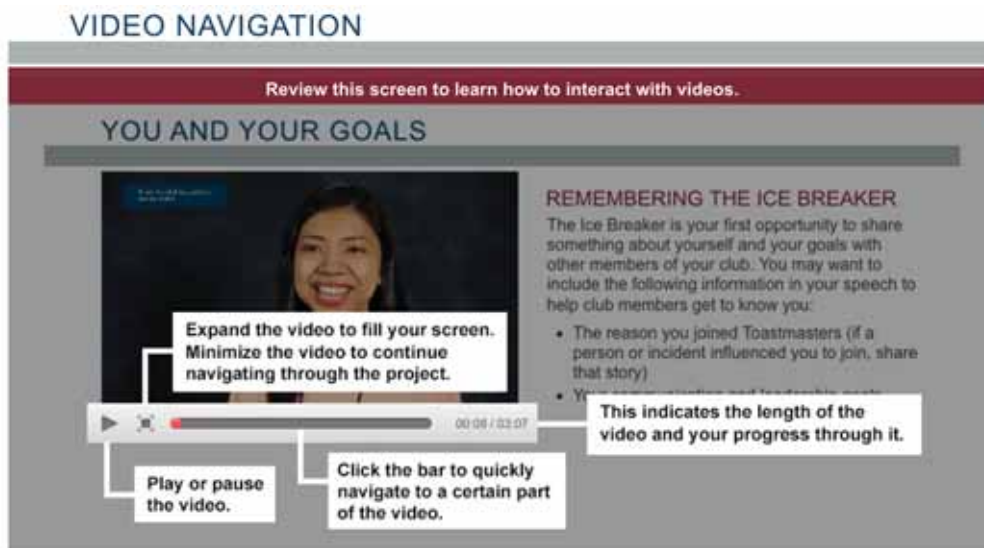 VIDEO NAVIGATION
Review this screen to learn how to interact with videos.
YOU AND YOUR GOALS
REMEMBERING THE ICE BREAKER
The Ice Breaker is your first opportunity to share
something about yourself and your goals with
other members of your club. You may want to
include the following information in your speech to
help club members get to know you:
• The reason you joined Toastmasters (if a
person or incident influenced you to join, share
that story)
Expand the video to fill your screen.
Minimize the video to continue
navigating through the project.
00:06 / 03:07
This indicates the length of the
video and your progress through it.
Play or pause
the video.
Click the bar to quickly
navigate to a certain part
of the video.